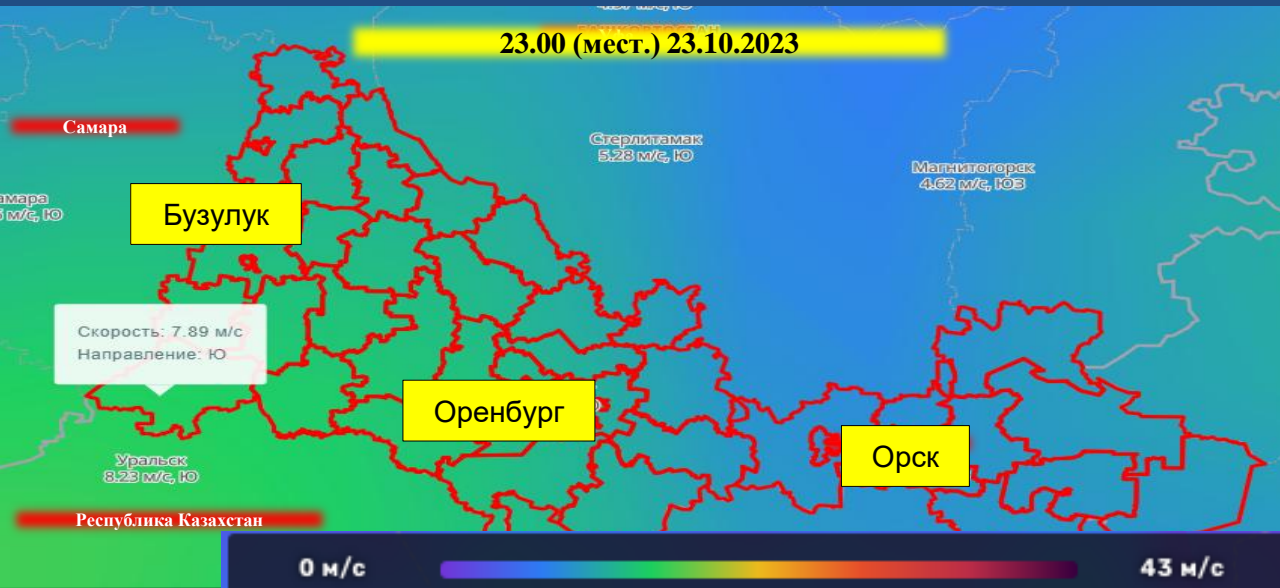 23.00 (мест.) 23.10.2023
Самара
Стерлитамак
5.28 м/с, Ю
Магнитогорск
4.62 м/с, ЮЗ
Бузулук
м/с, Ю
Скорость: 7.89 м/с
Направление: Ю
Оренбург
Орск
Уральск
8.23 м/с, Ю
Республика Казахстан
0 м/с
43 м/с